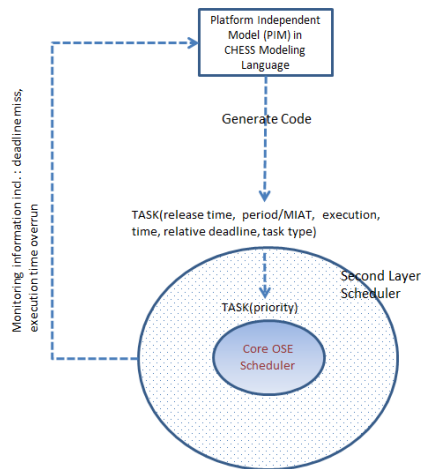 Platform Independent
Model (PIM) in
CHESS Modeling
Language
Monitoring information incl. : deadline miss,
execution time overrun
Generate Code
TASK(release time, period/MIAT, execution,
time, relative deadline, task type)
Second Layer
Scheduler
TASK(priority)
Core OSE
Scheduler